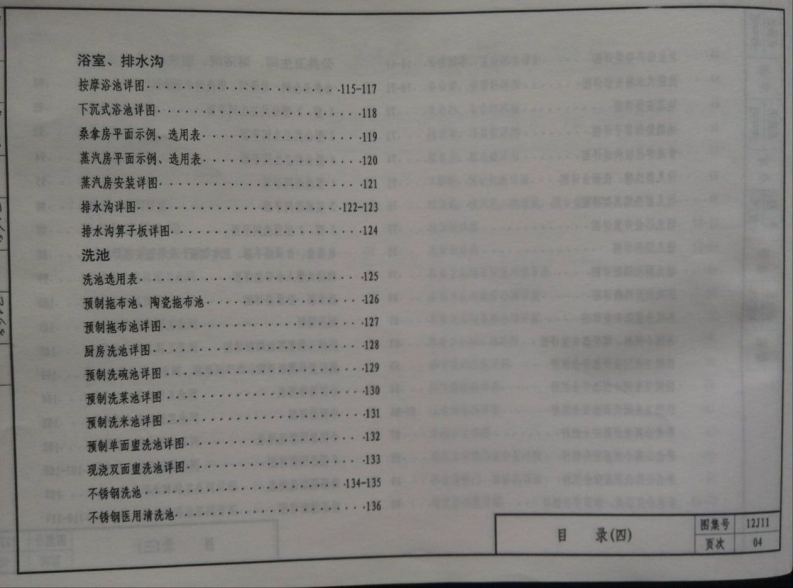 浴室、排水沟
按摩浴池详图················115-117
下沉式浴池详图················118
桑拿房平面示例、选用表················119
蒸汽房平面示例、选用表················120
蒸汽房安装详图················121
排水沟详图················122-123
排水沟箅子板详图················124
洗池
洗池选用表················125
预制拖布池、陶瓷拖布池················126
预制拖布池详图················127
厨房洗池详图················128
预制洗碗池详图················129
预制洗菜池详图················130
预制洗米池详图················131
预制单面盥洗池详图················132
现浇双面盥洗池详图················133
不锈钢洗池················134-135
不锈钢医用清洗池················136
目 录(四)
图集号 12J11
页次 04